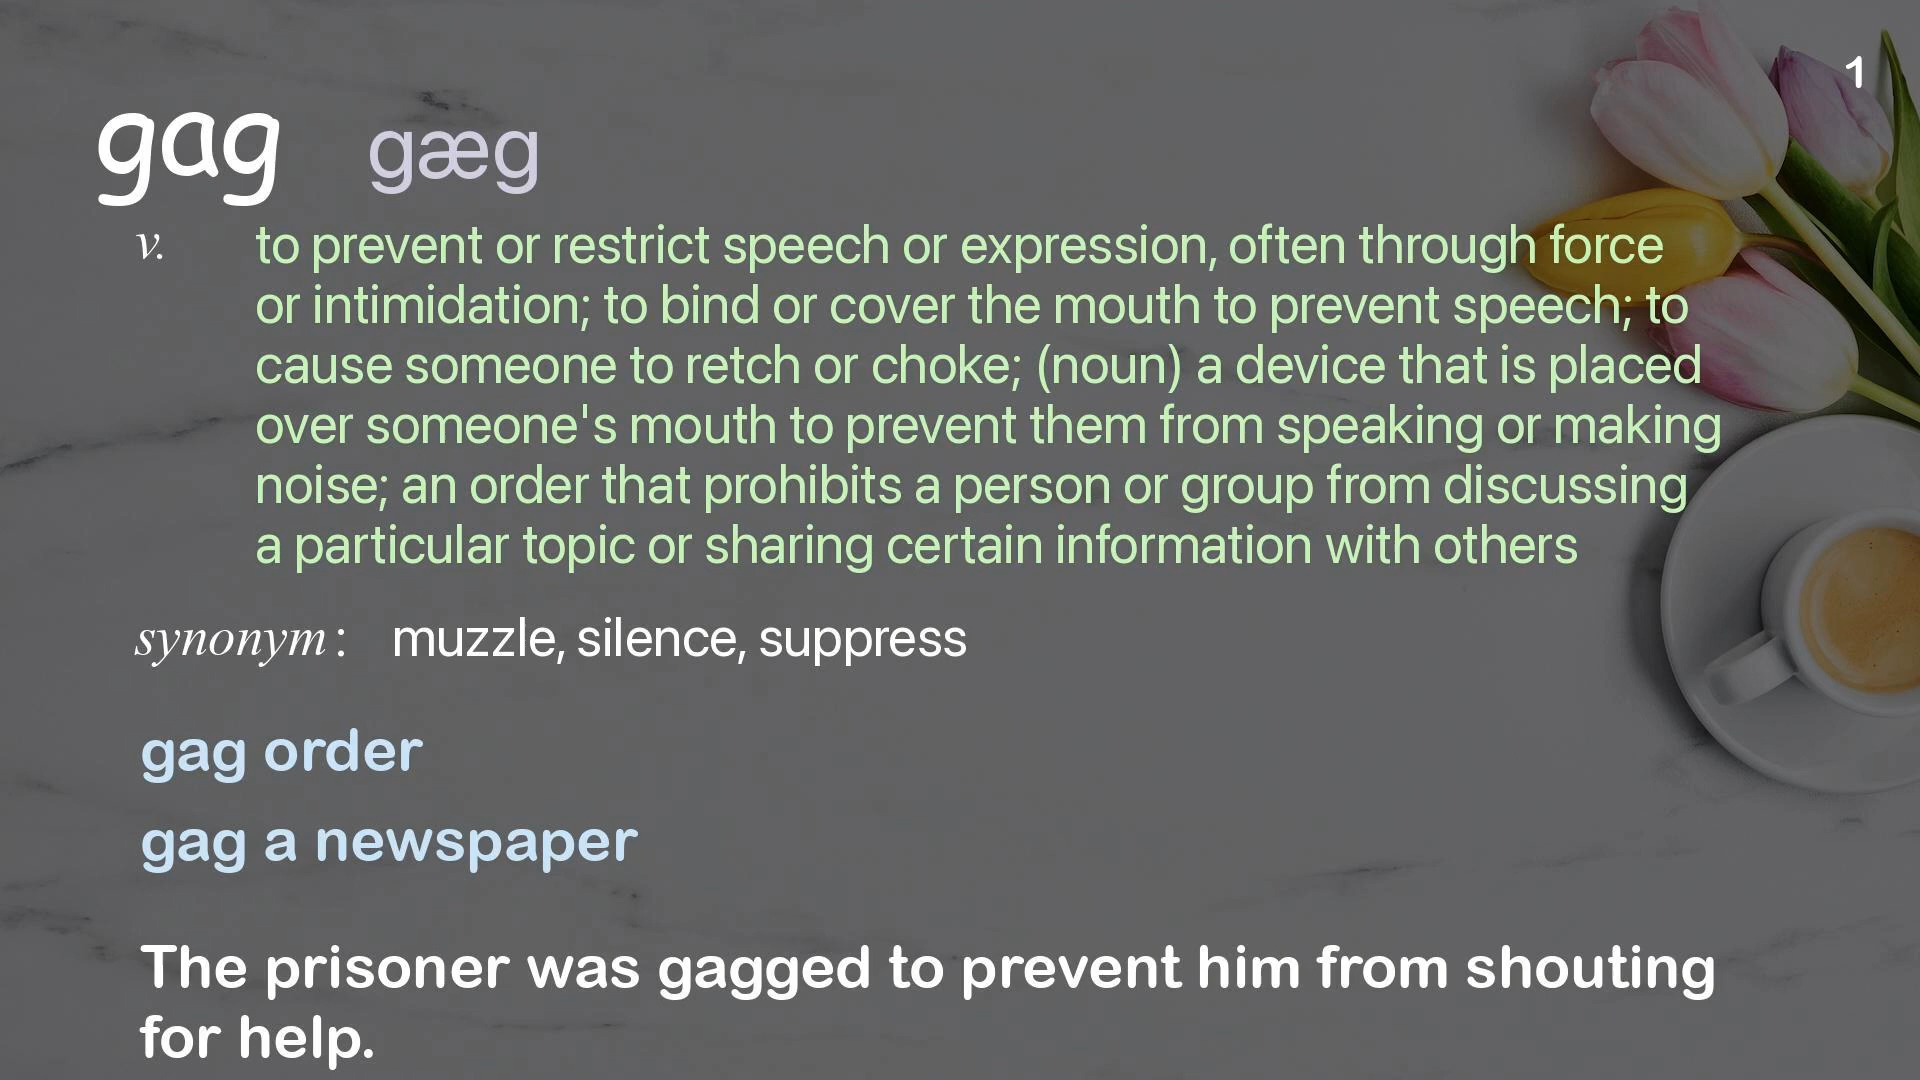 1
gag gæg
v. to prevent or restrict speech or expression, often through force
or intimidation; to bind or cover the mouth to prevent speech; to
cause someone to retch or choke; (noun) a device that is placed
over someone's mouth to prevent them from speaking or making
noise; an order that prohibits a person or group from discussing
a particular topic or sharing certain information with others
synonym: muzzle, silence, suppress
gag order
gag a newspaper
The prisoner was gagged to prevent him from shouting
for help.